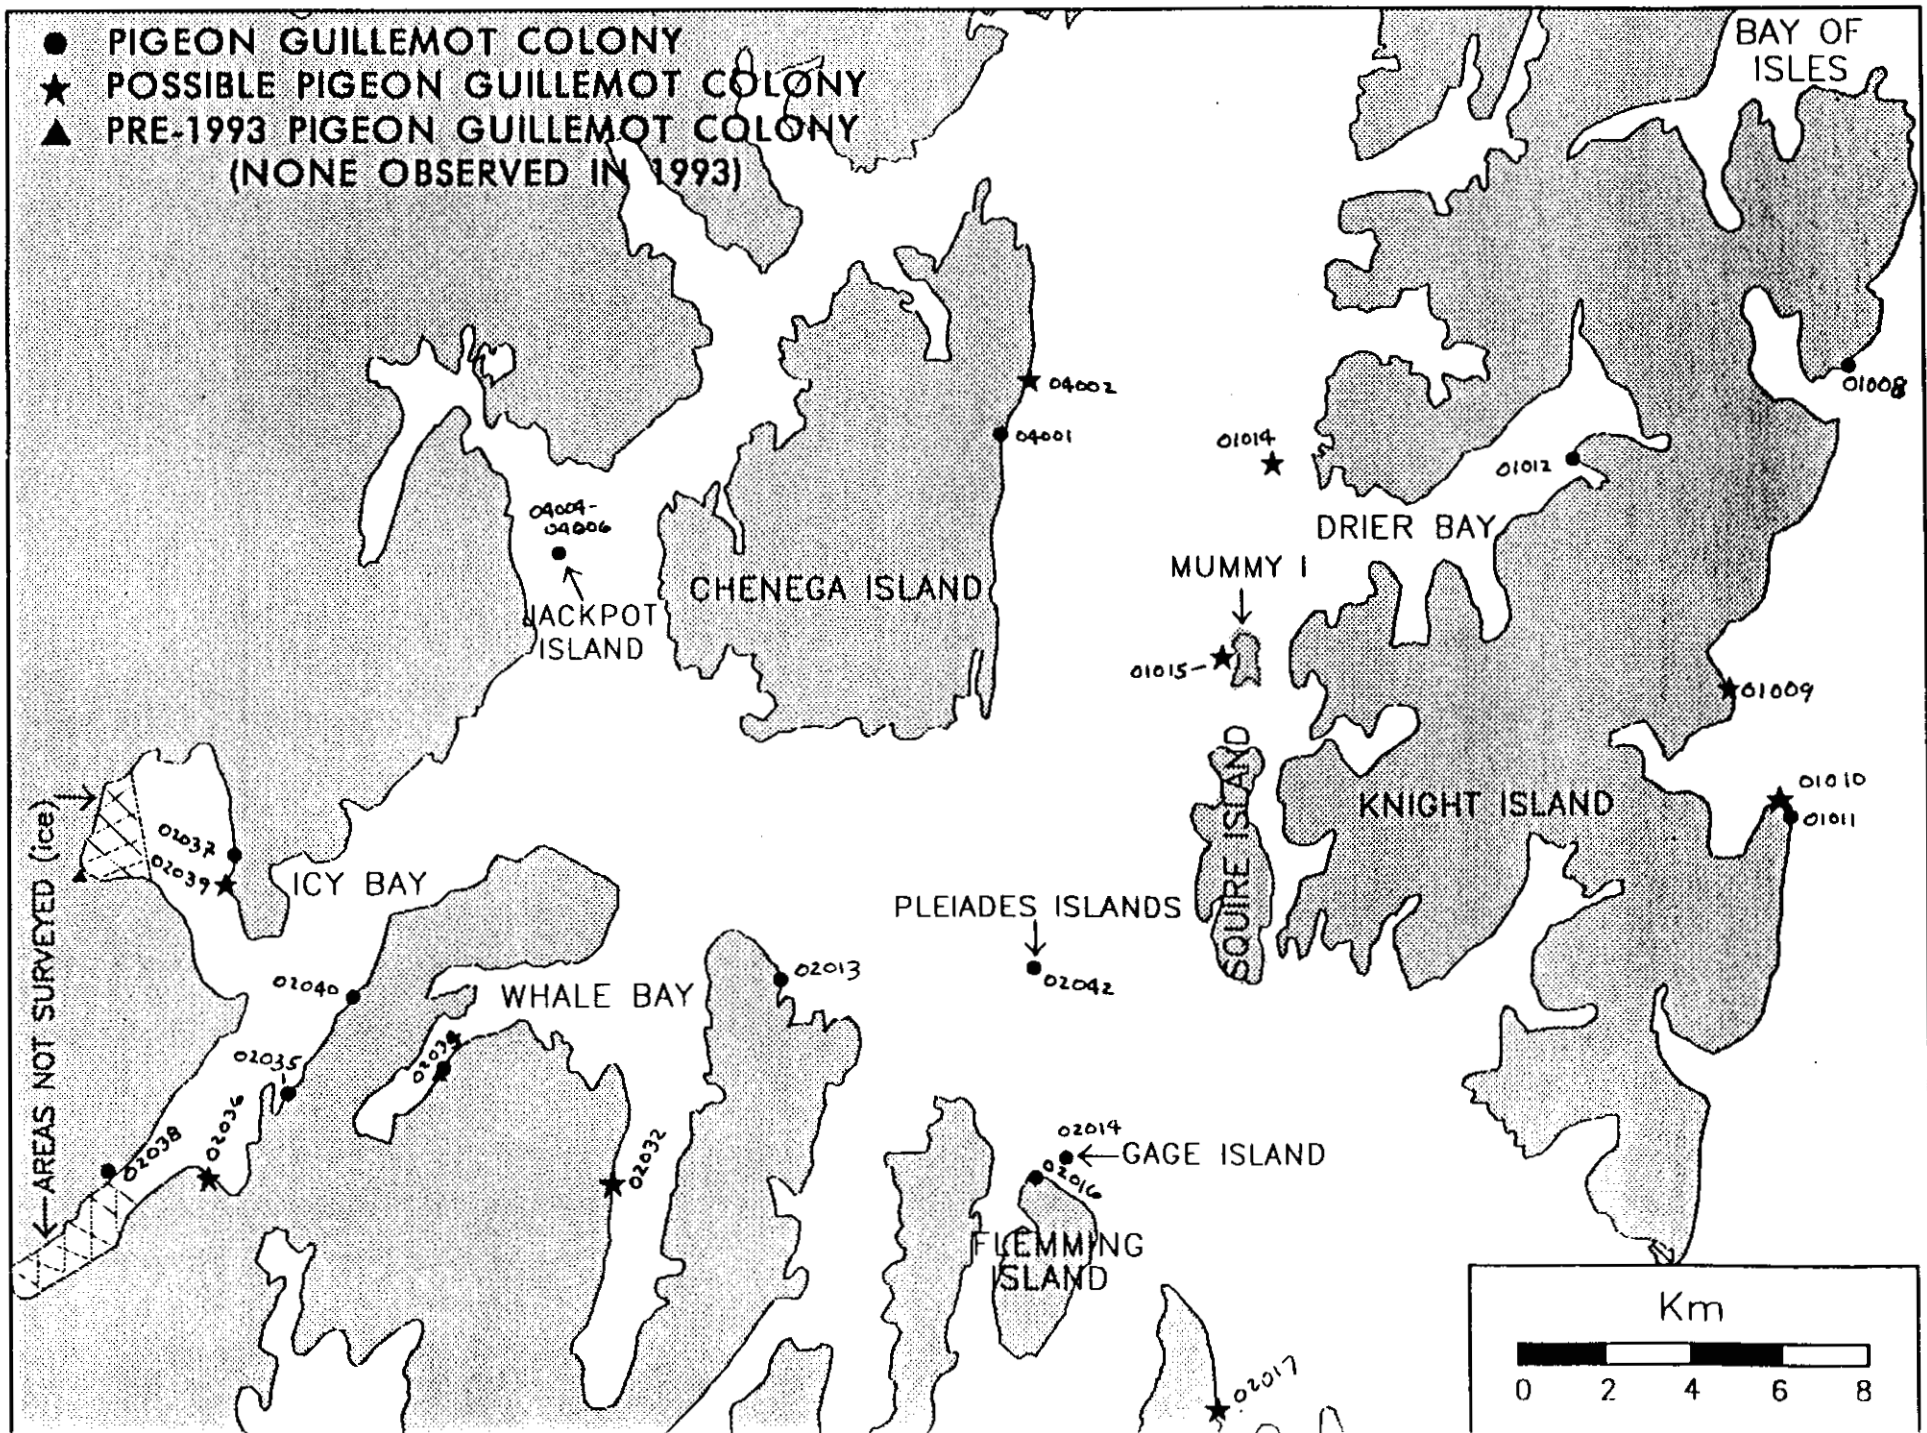 PIGEON GUILLEMOT COLONY
POSSIBLE PIGEON GUILLEMOT COLONY
PRE-1993 PIGEON GUILLEMOT COLONY
(NONE OBSERVED IN 1993)
BAY OF
ISLES
04002
04001
01008
01014
01012
DRIER BAY
04004-
04006
JACKPOT
ISLAND
CHENEGA ISLAND
MUMMY I
01015
01009
SQUIRE ISLAND
KNIGHT ISLAND
01010
01011
AREAS NOT SURVEYED (ice)
02037
02039
ICY BAY
PLEIADES ISLANDS
02042
02040
WHALE BAY
02013
02035
02036
02038
02032
02014
GAGE ISLAND
02016
FLEMMING
ISLAND
02017
Km
0 2 4 6 8